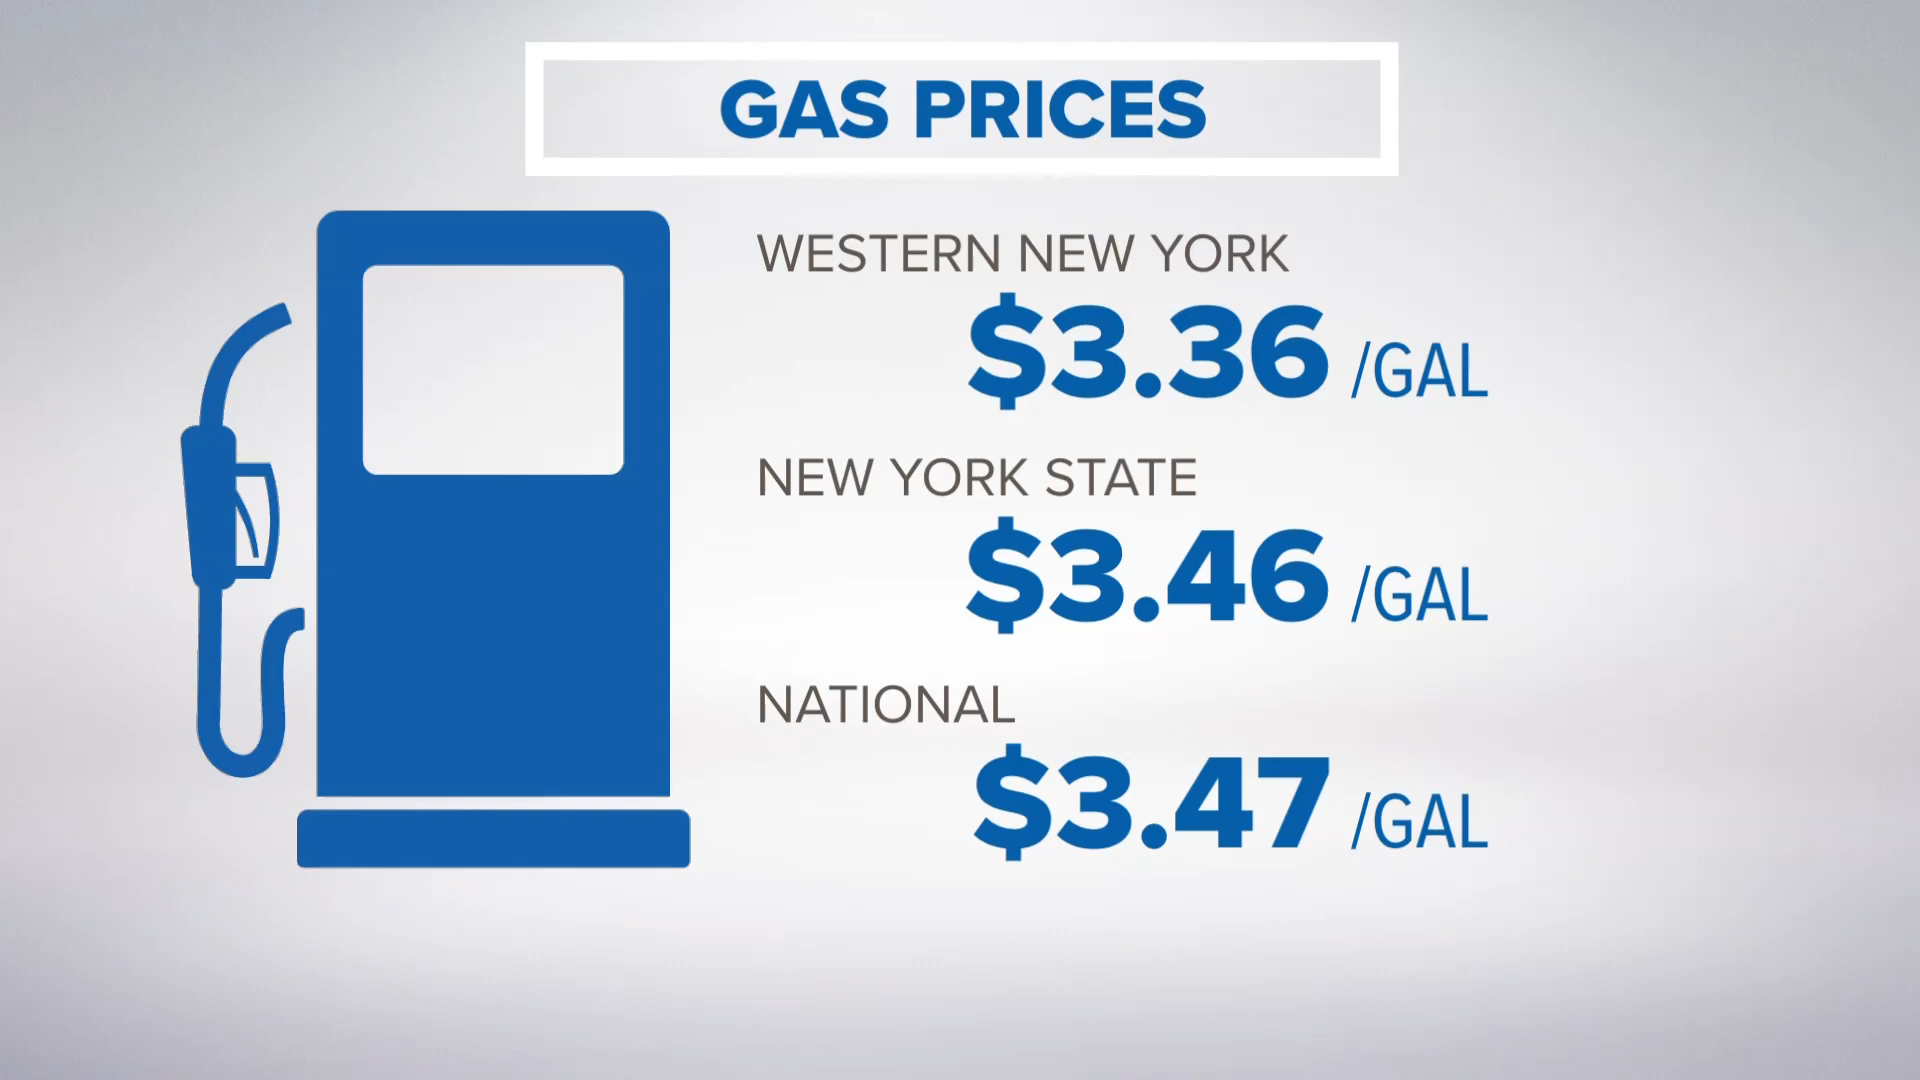 GAS PRICES
WESTERN NEW YORK
$3.36 /GAL
NEW YORK STATE
$3.46 /GAL
NATIONAL
$3.47 /GAL